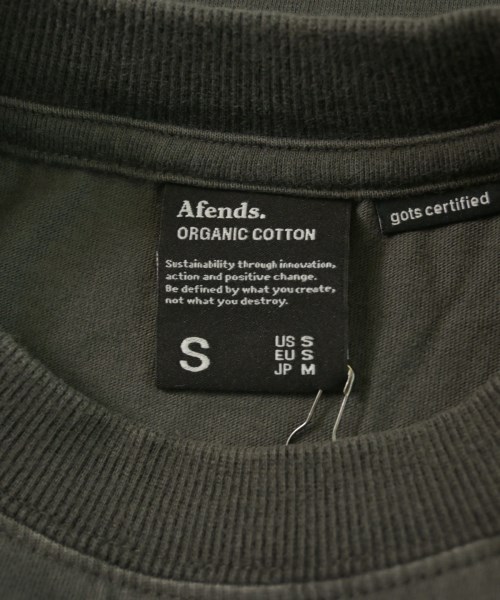 Afends.
ORGANIC COTTON
gots certified
Sustainability through innovation,
action and positive change.
Be defined by what you create,
not what you destroy.
S
US S
EU S
JP M